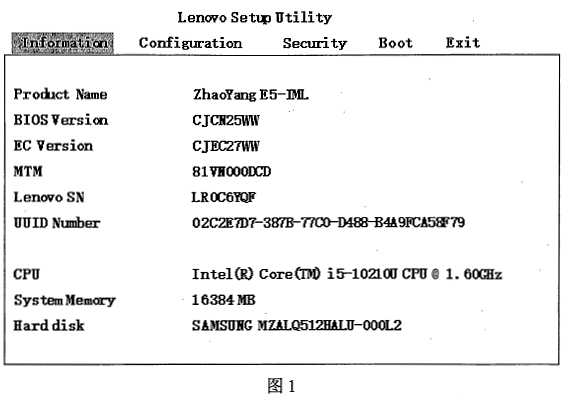 Lenovo Setup Utility
Information Configuration Security Boot Exit
Product Name ZhaoYang E5-IML
BIOS Version CJCN25WW
EC Version CJEC27WW
MTM 81VN000DCD
Lenovo SN LR0C6YQF
UUID Number 02C2E7D7-387B-77C0-D488-B4A9FCA58F79
CPU Intel(R) Core(TM) i5-10210U CPU @ 1.60GHz
System Memory 16384 MB
Hard disk SAMSUNG MZALQ512HALU-000L2
图 1